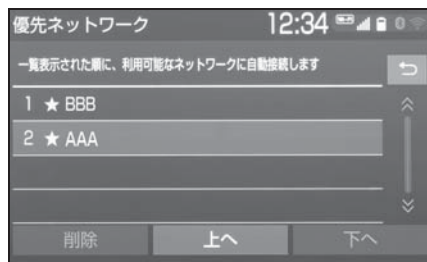 優先ネットワーク 12:34
一覧表示された順に、利用可能なネットワークに自動接続します
1 ★ BBB
2 ★ AAA
削除 上へ 下へ